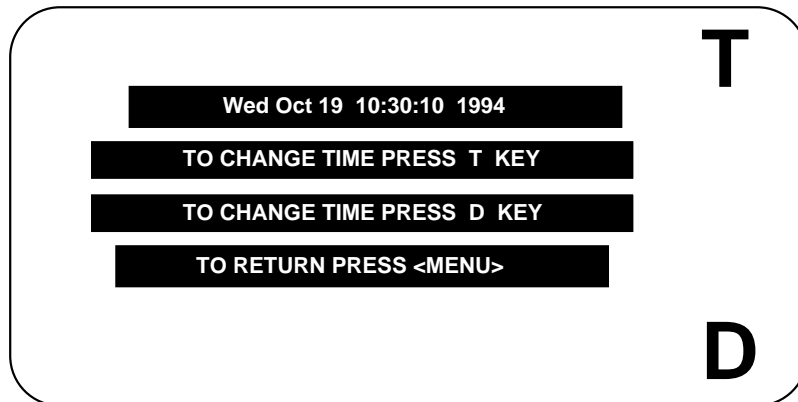 T
Wed Oct 19 10:30:10 1994
TO CHANGE TIME PRESS T KEY
TO CHANGE TIME PRESS D KEY
TO RETURN PRESS <MENU>
D